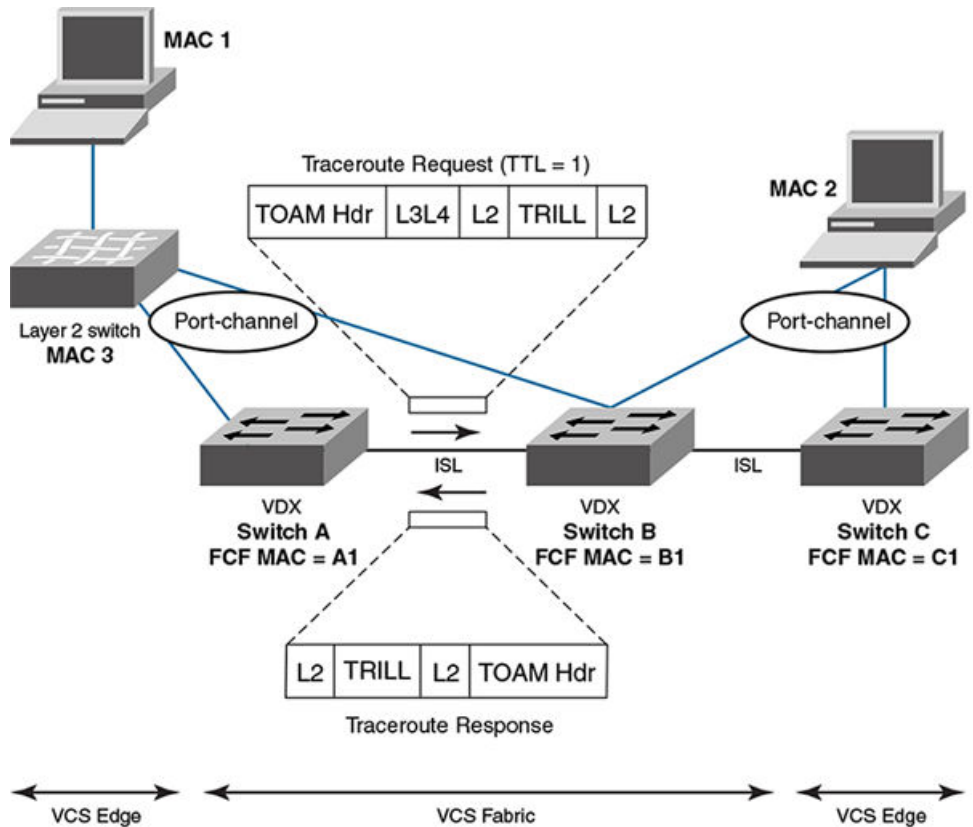 MAC 1
Traceroute Request (TTL = 1)
TOAM Hdr L3L4 L2 TRILL L2
MAC 2
Layer 2 switch
MAC 3
Port-channel
Port-channel
ISL
ISL
VDX
Switch A
FCF MAC = A1
VDX
Switch B
FCF MAC = B1
VDX
Switch C
FCF MAC = C1
L2 TRILL L2 TOAM Hdr
Traceroute Response
VCS Edge
VCS Fabric
VCS Edge